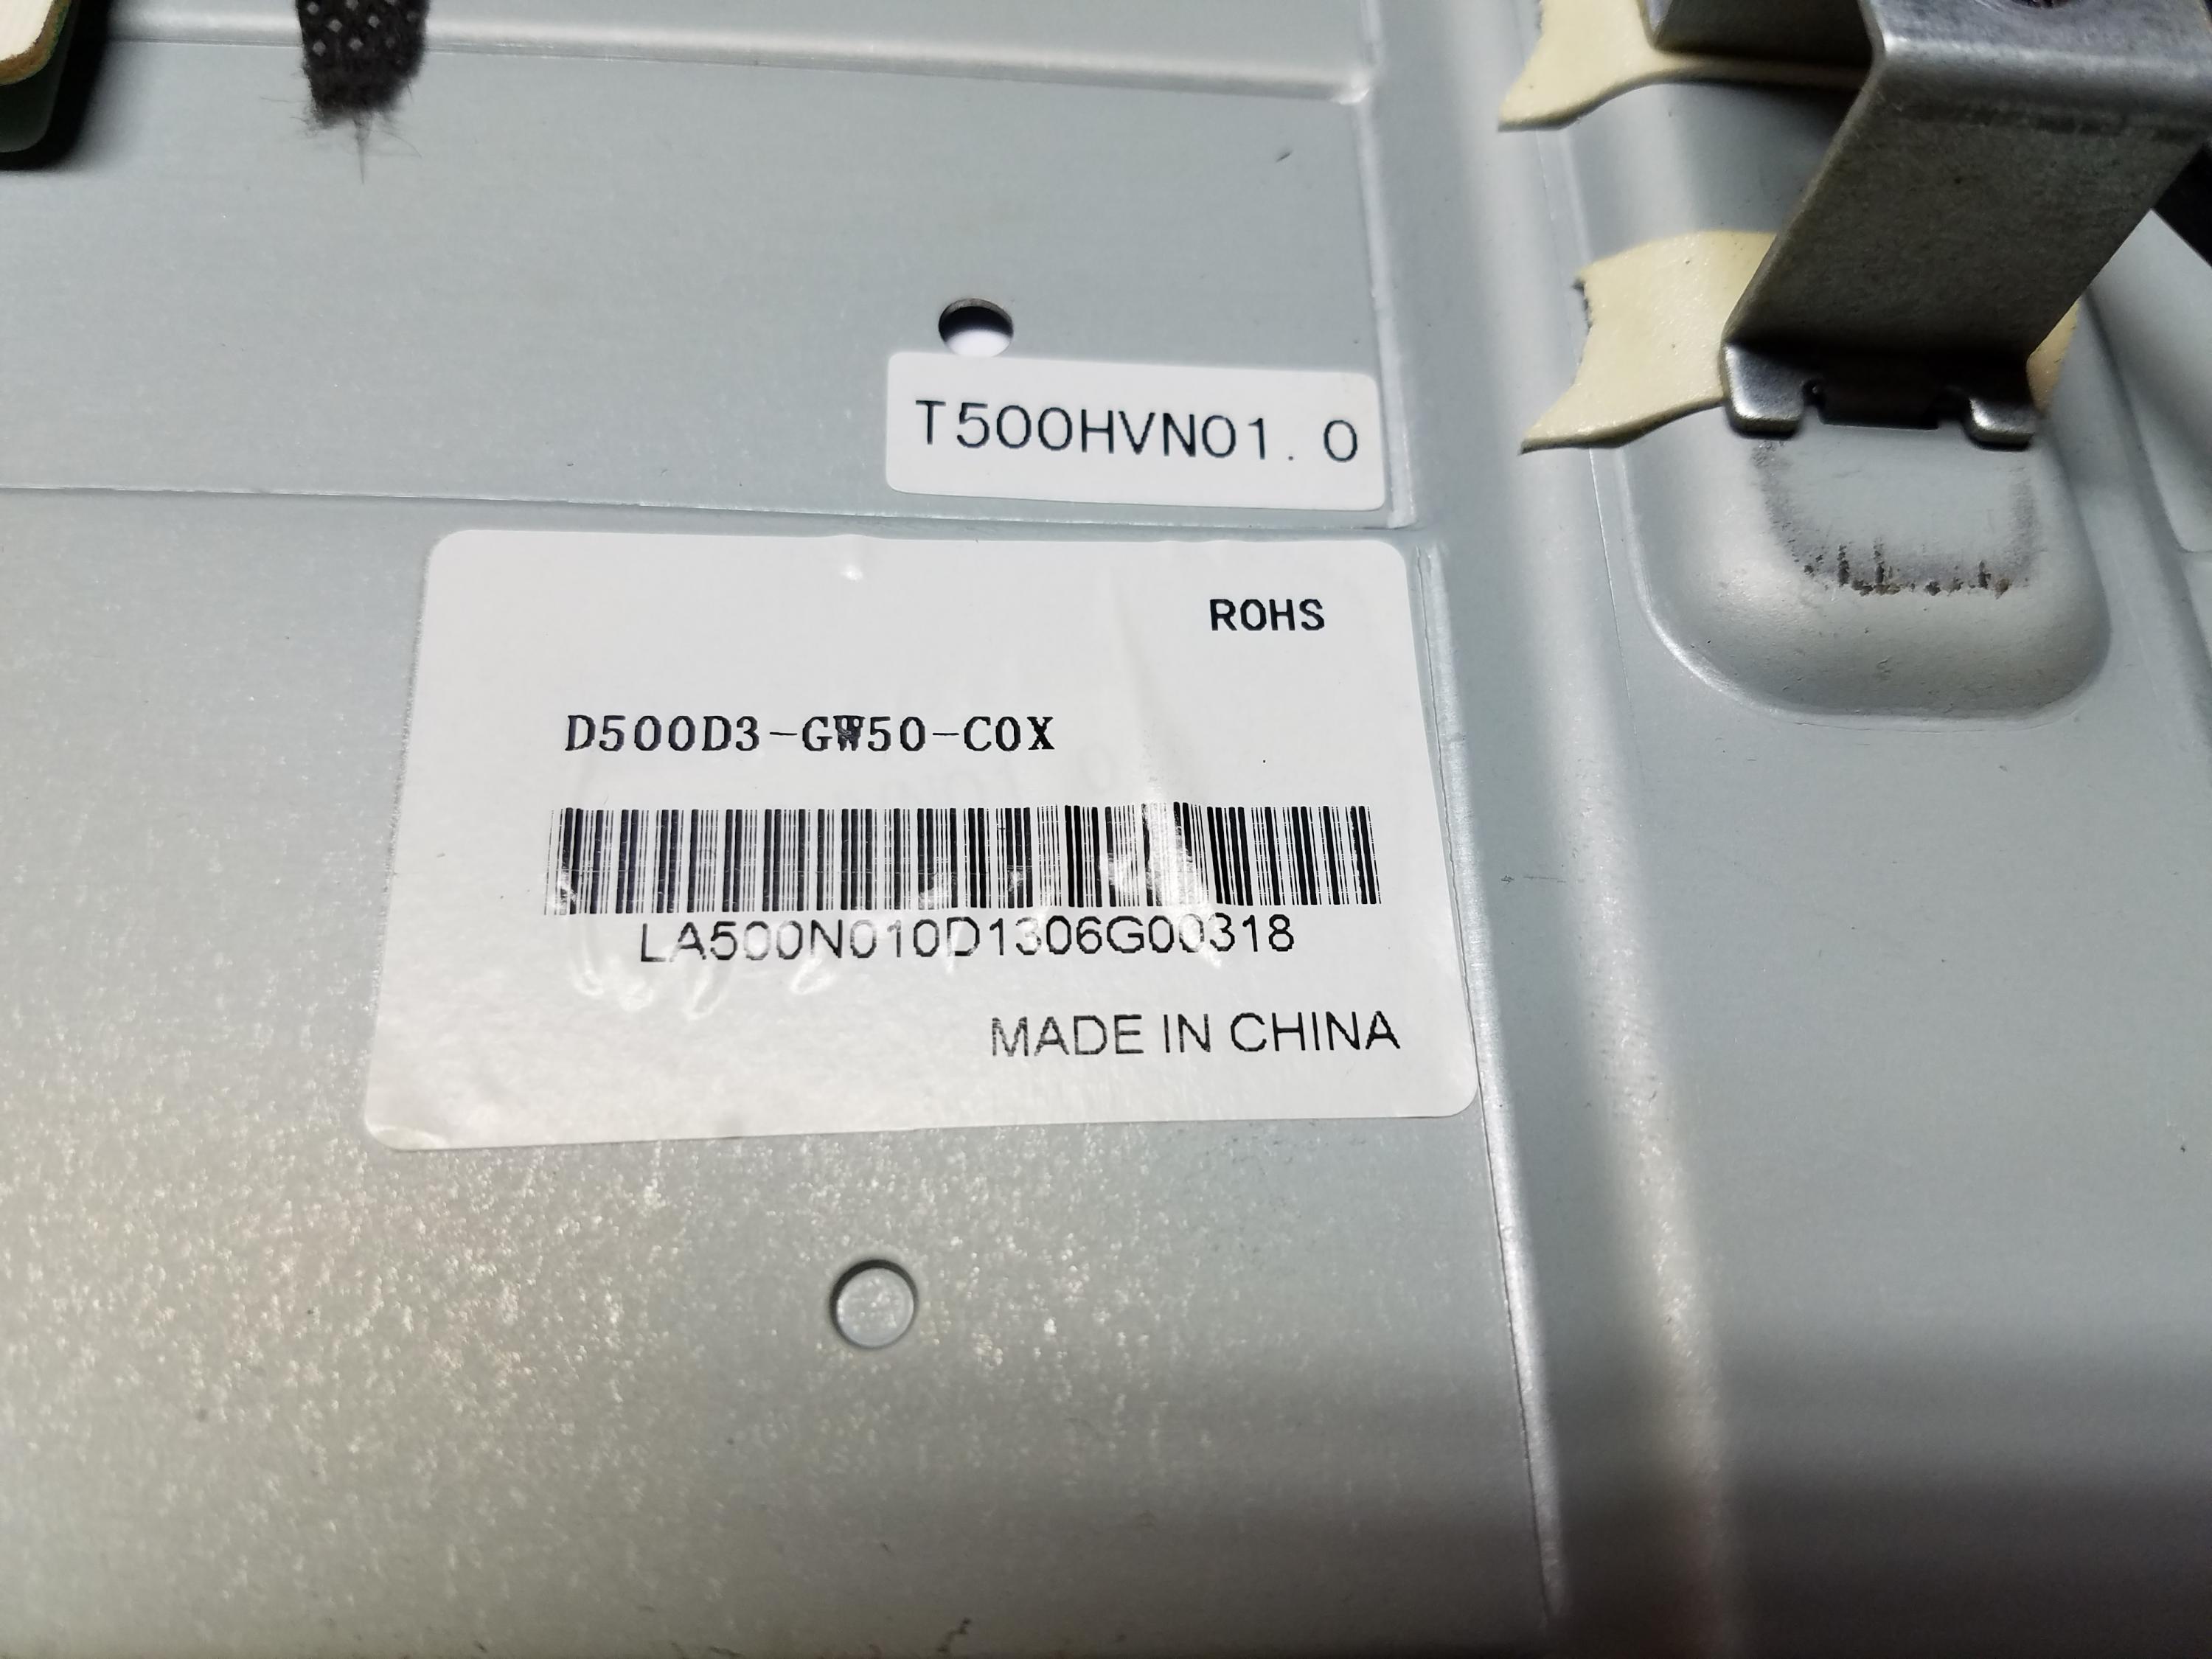 T500HVN01.0
ROHS
D500D3-GW50-C0X
LA500N010D1306G00318
MADE IN CHINA